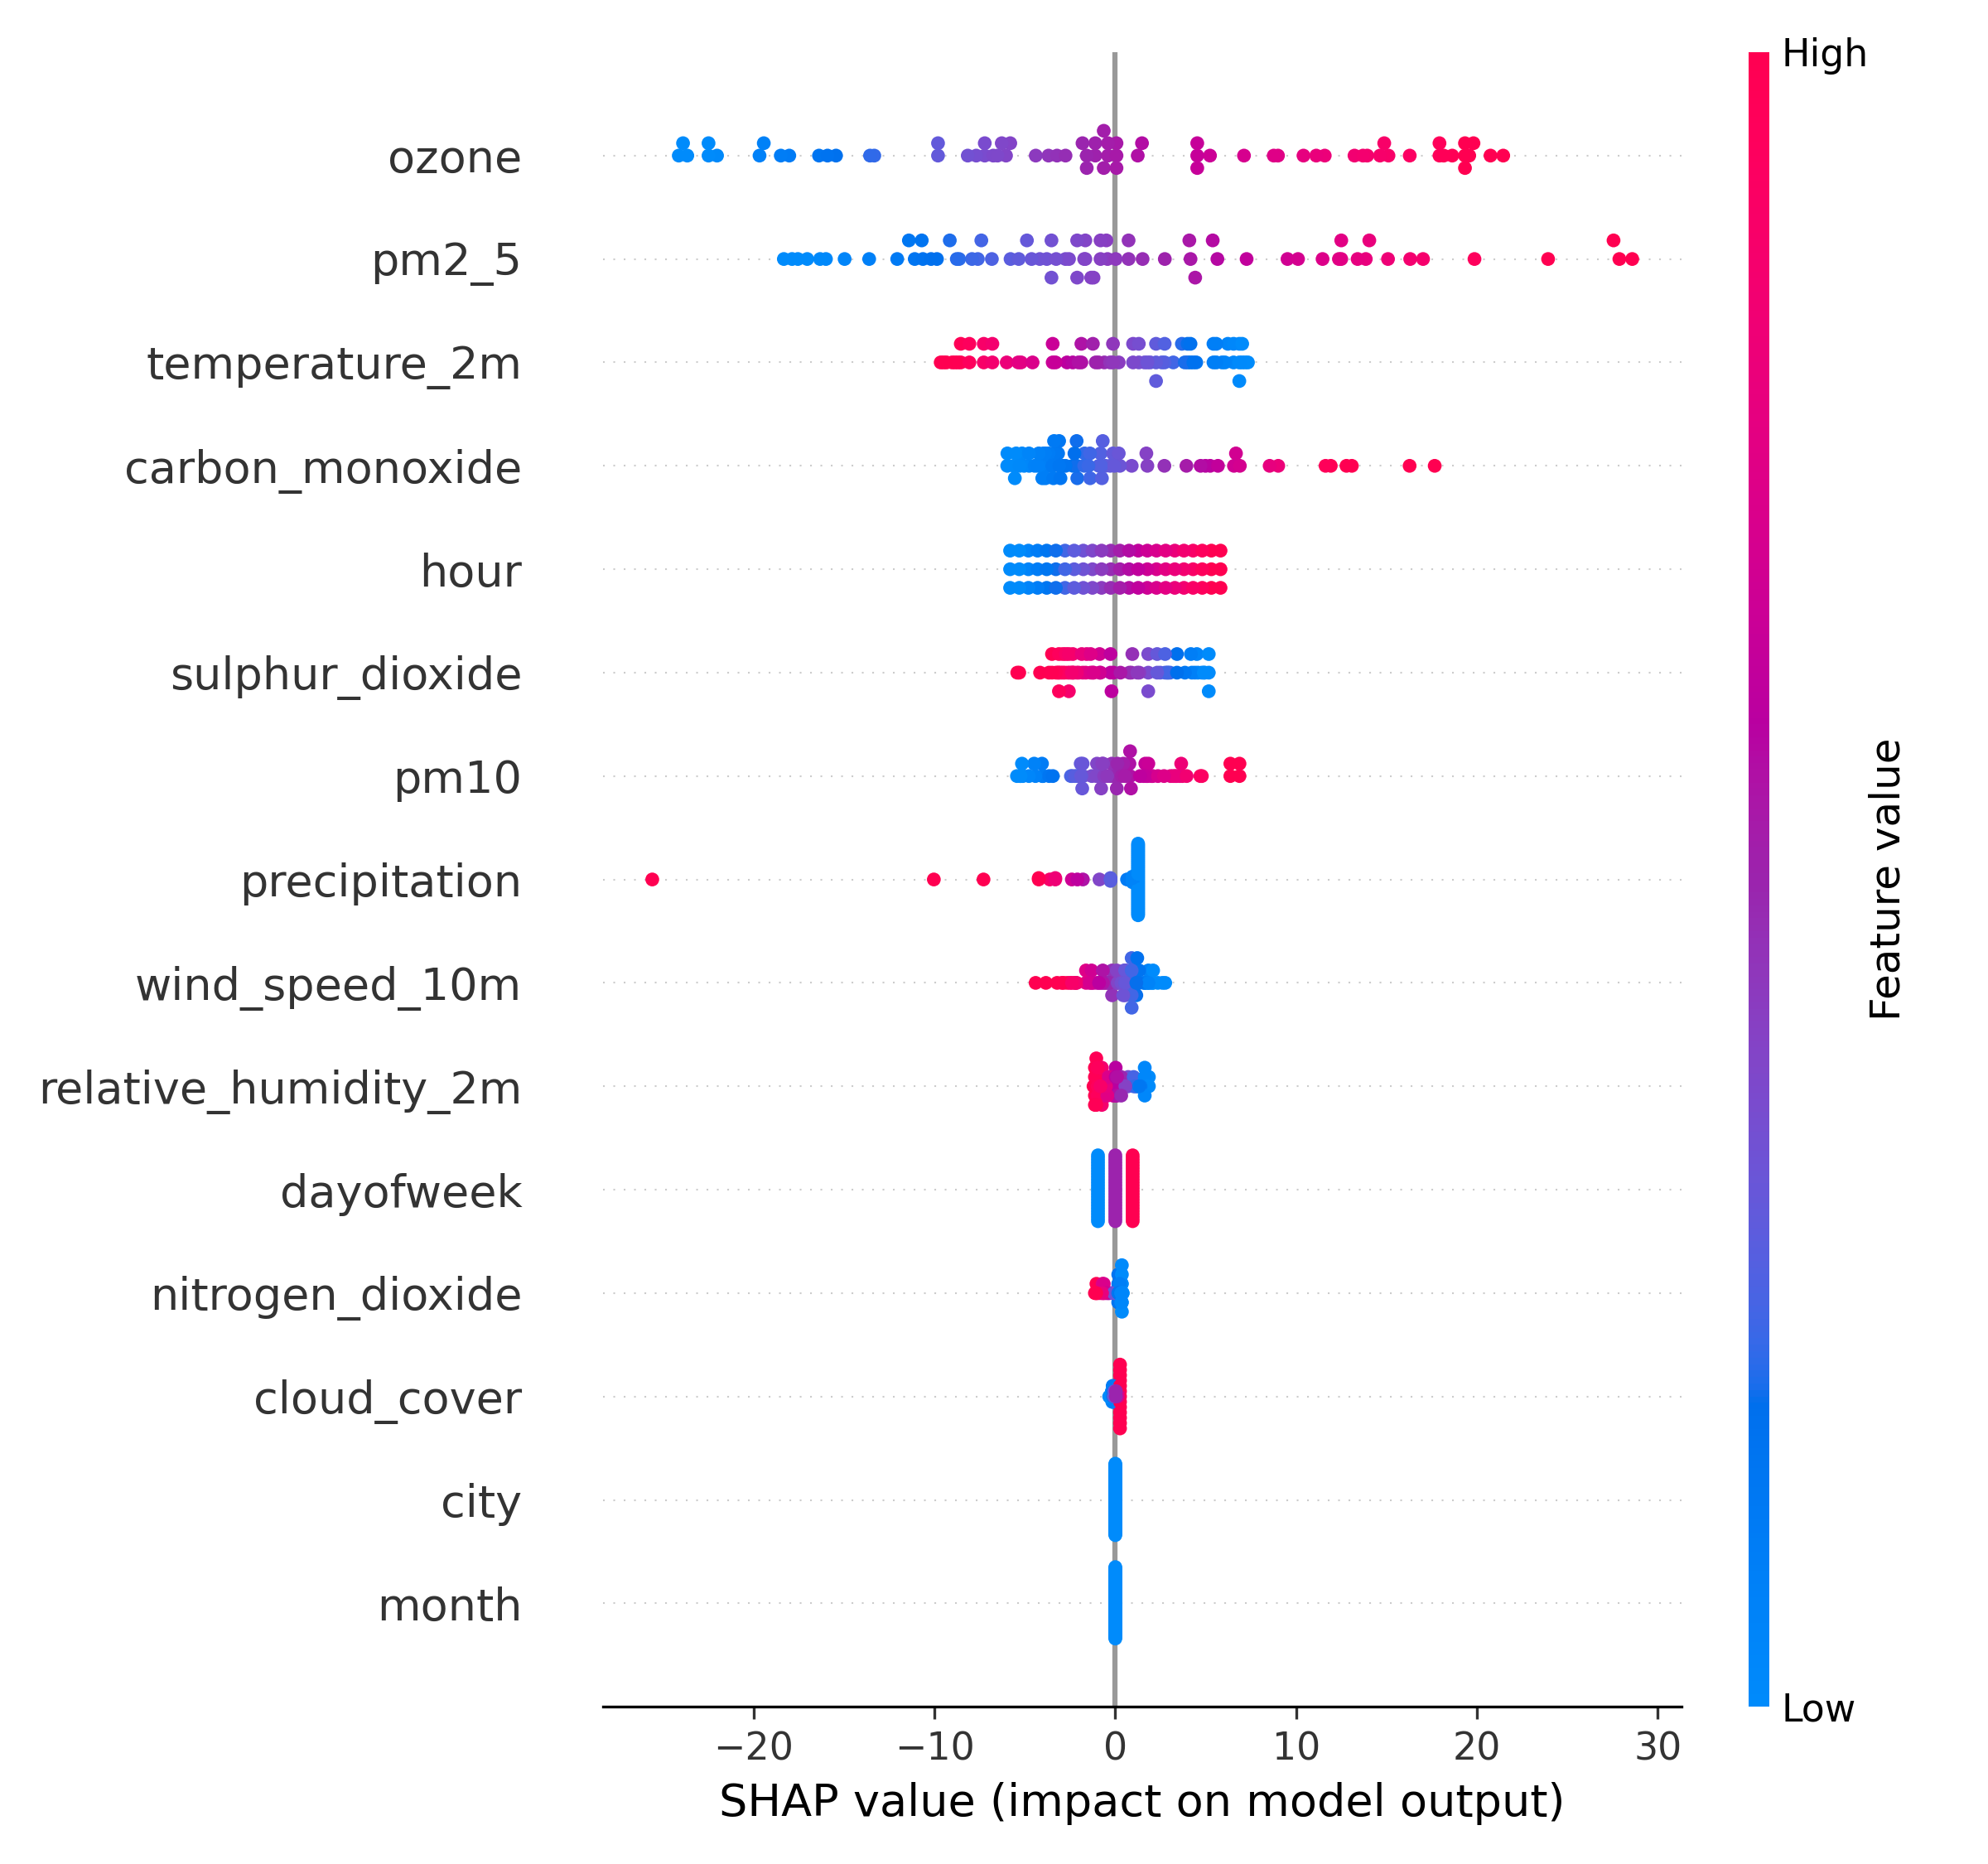 High
ozone
pm2_5
temperature_2m
carbon_monoxide
hour
sulphur_dioxide
pm10
precipitation
wind_speed_10m
relative_humidity_2m
dayofweek
nitrogen_dioxide
cloud_cover
city
month
Feature value
Low
−20 −10 0 10 20 30
SHAP value (impact on model output)